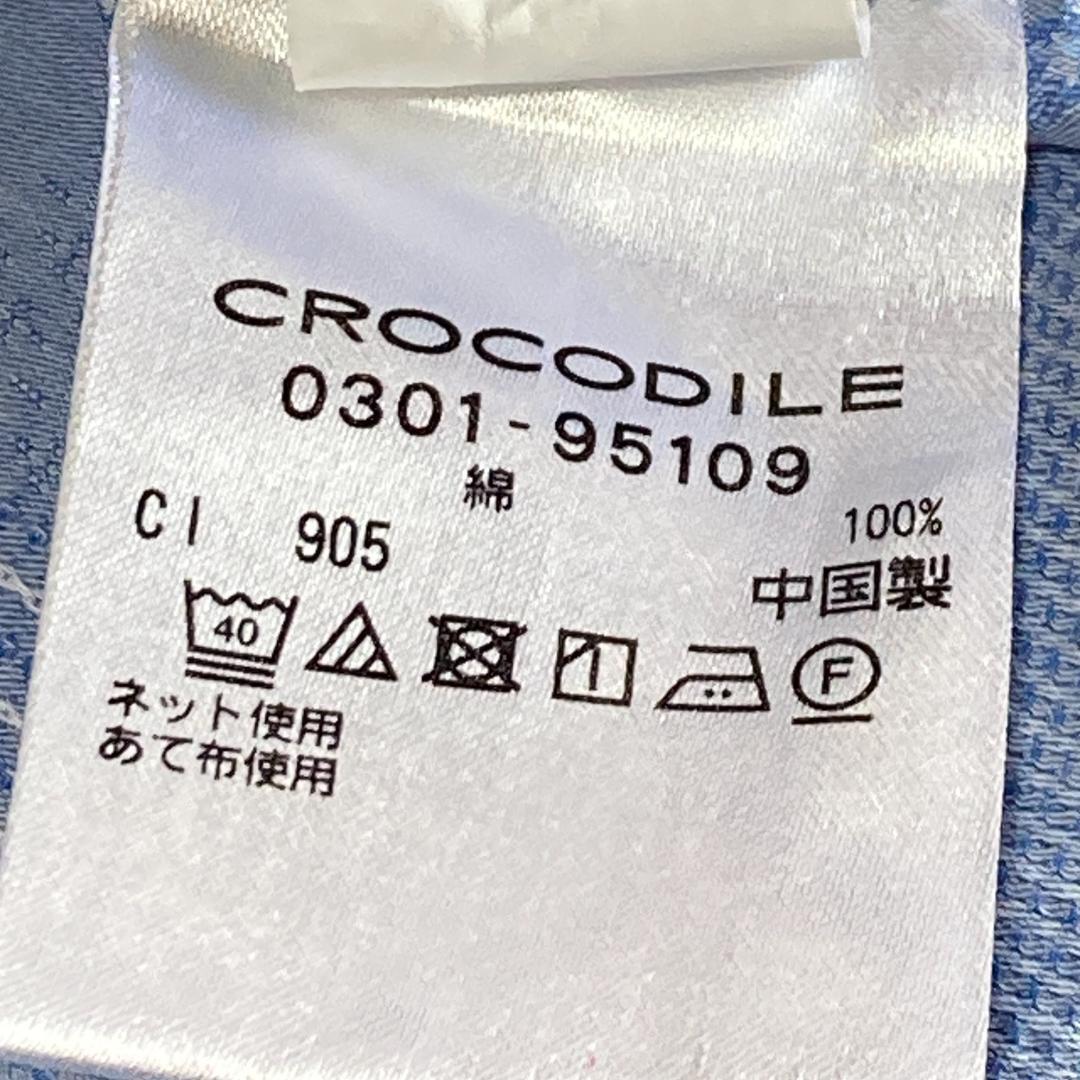 CROCODILE
0301-95109
綿 100%
C1 905 中国製
40 F
ネット使用
あて布使用